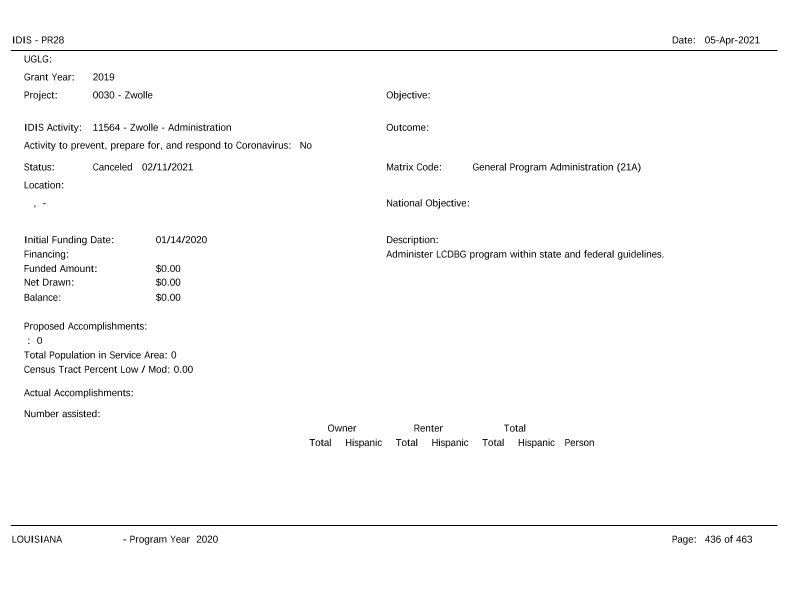 IDIS - PR28 Date: 05-Apr-2021
UGLG:
Grant Year: 2019
Project: 0030 - Zwolle Objective:
IDIS Activity: 11564 - Zwolle - Administration Outcome:
Activity to prevent, prepare for, and respond to Coronavirus: No
Status: Canceled 02/11/2021 Matrix Code: General Program Administration (21A)
Location:
, - National Objective:
Initial Funding Date: 01/14/2020 Description:
Financing: Administer LCDBG program within state and federal guidelines.
Funded Amount: $0.00
Net Drawn: $0.00
Balance: $0.00
Proposed Accomplishments:
: 0
Total Population in Service Area: 0
Census Tract Percent Low / Mod: 0.00
Actual Accomplishments:
Number assisted:
Owner Renter Total
Total Hispanic Total Hispanic Total Hispanic Person
LOUISIANA - Program Year 2020 Page: 436 of 463